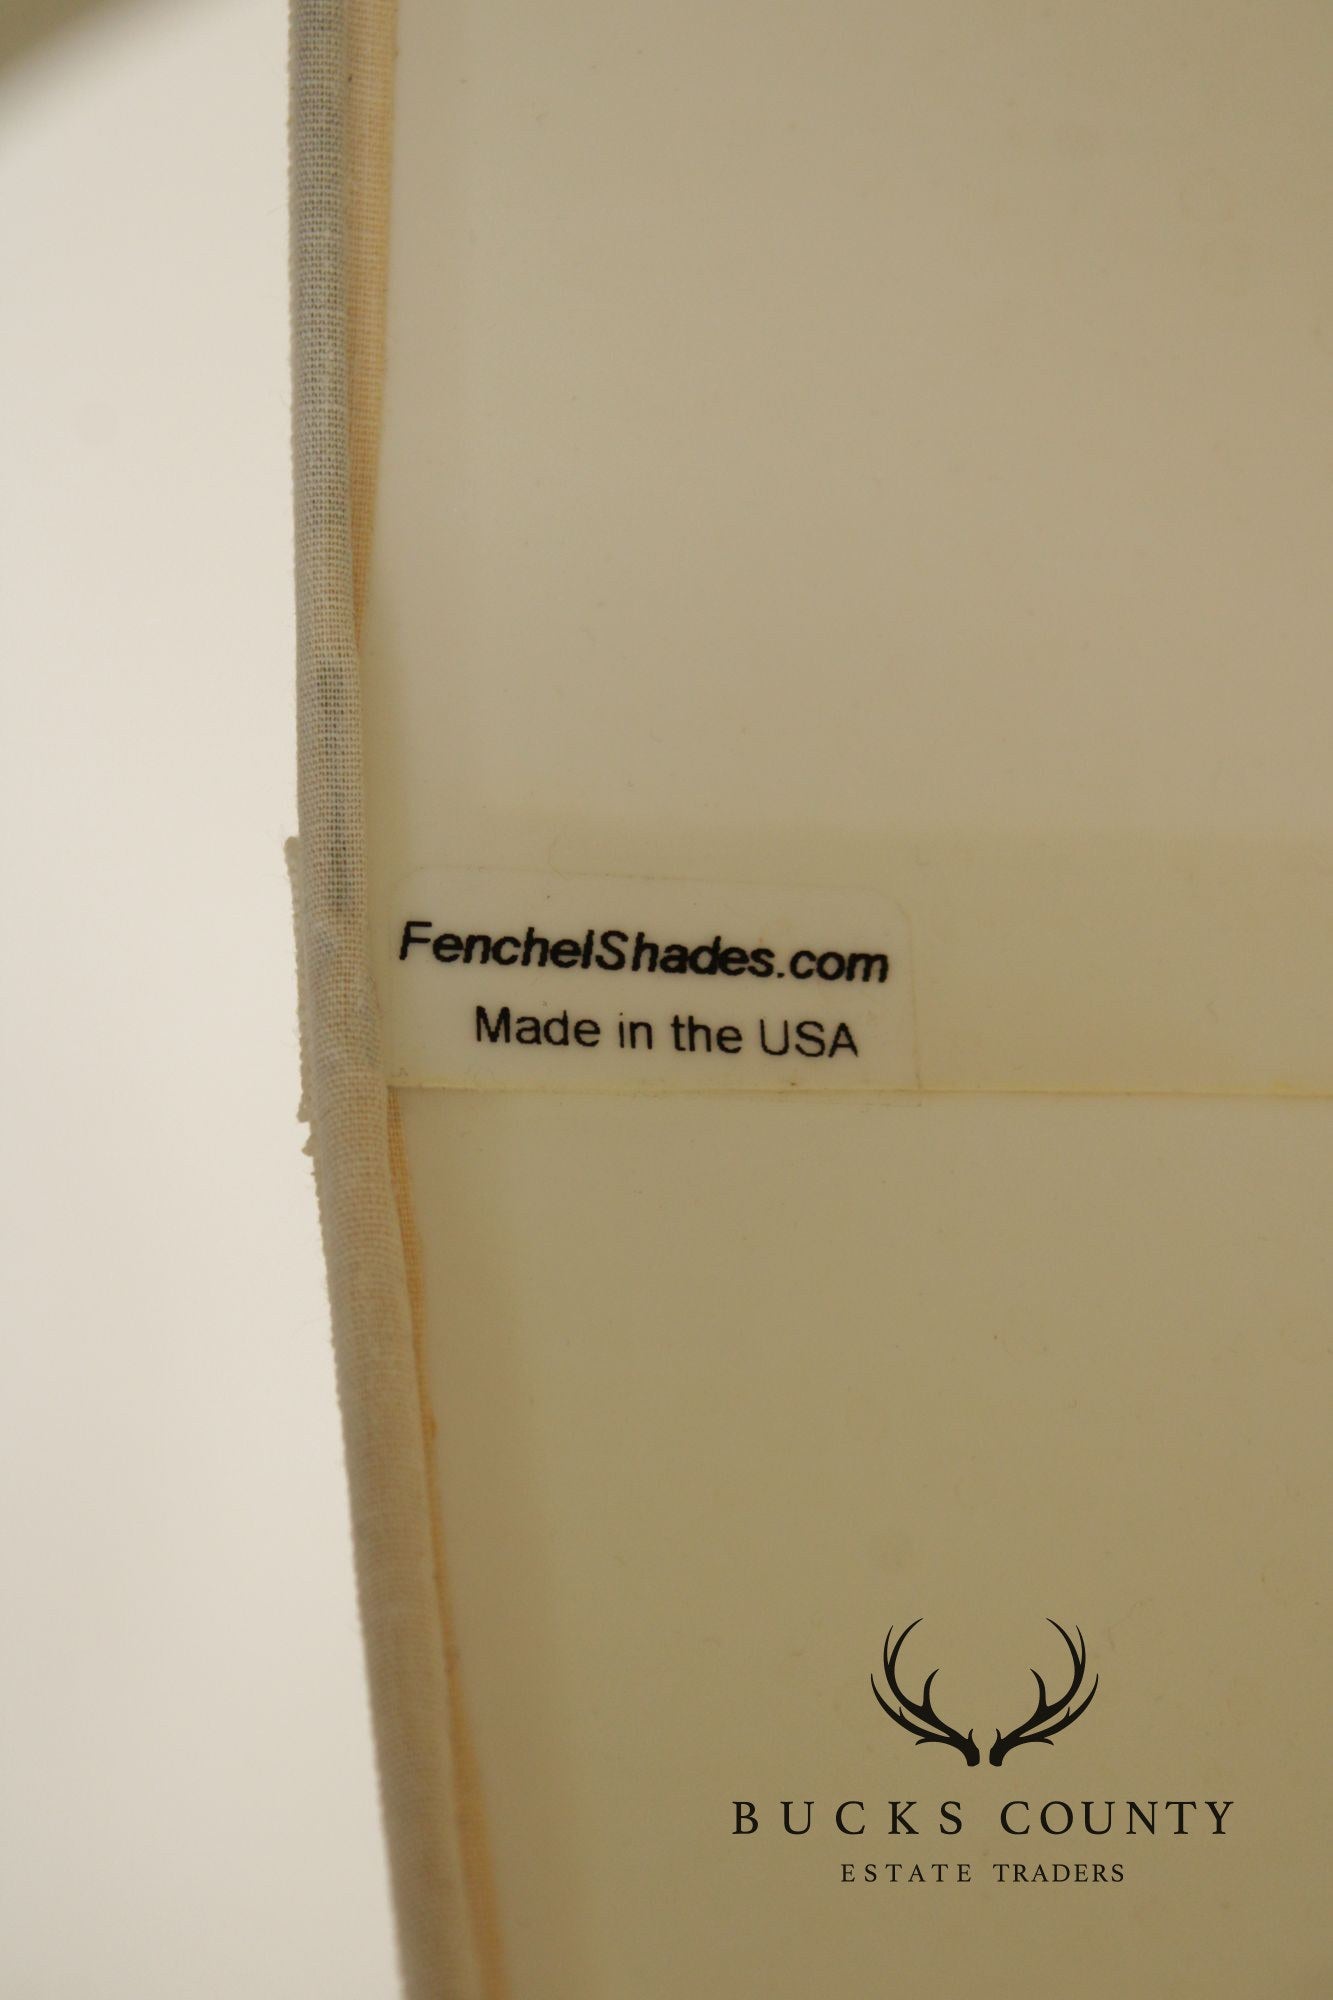 FenchelShades.com
Made in the USA
BUCKS COUNTY
ESTATE TRADERS